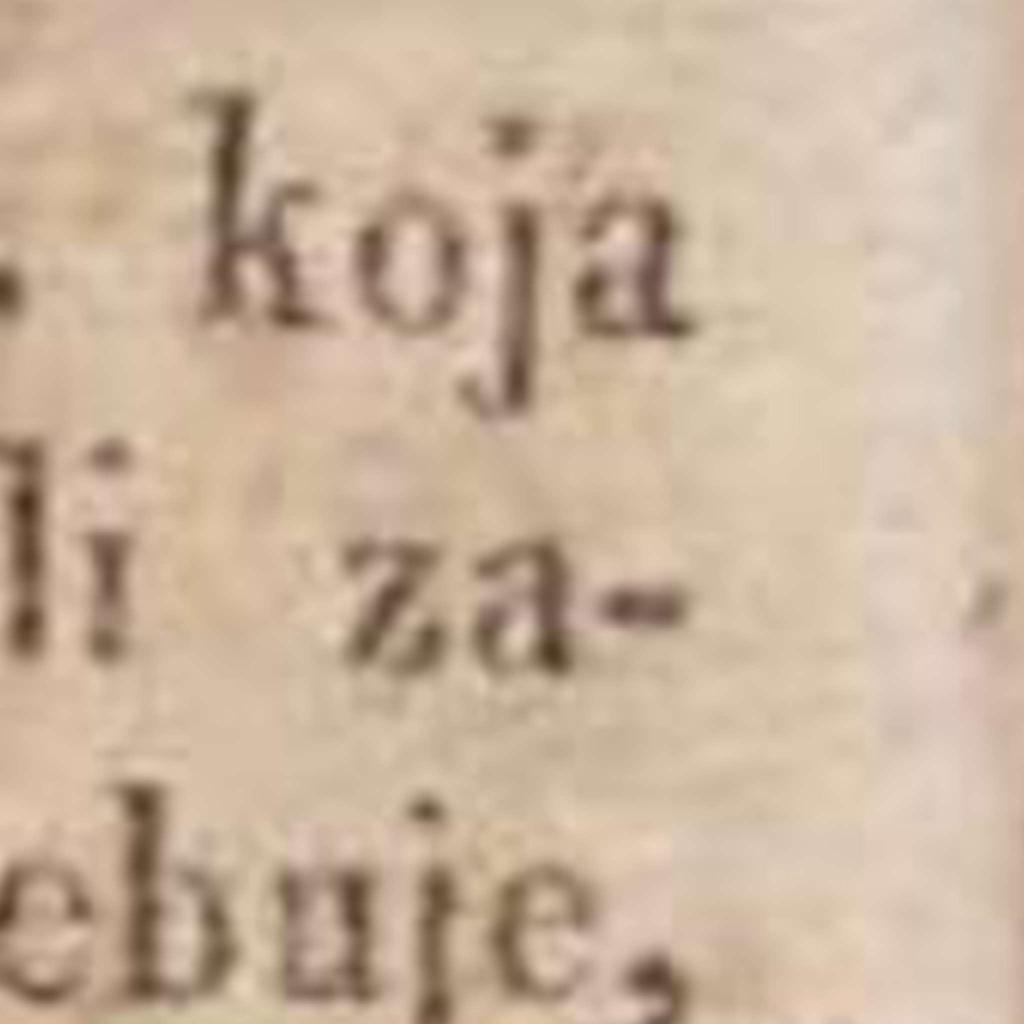 . koja
li za-
ebuje,